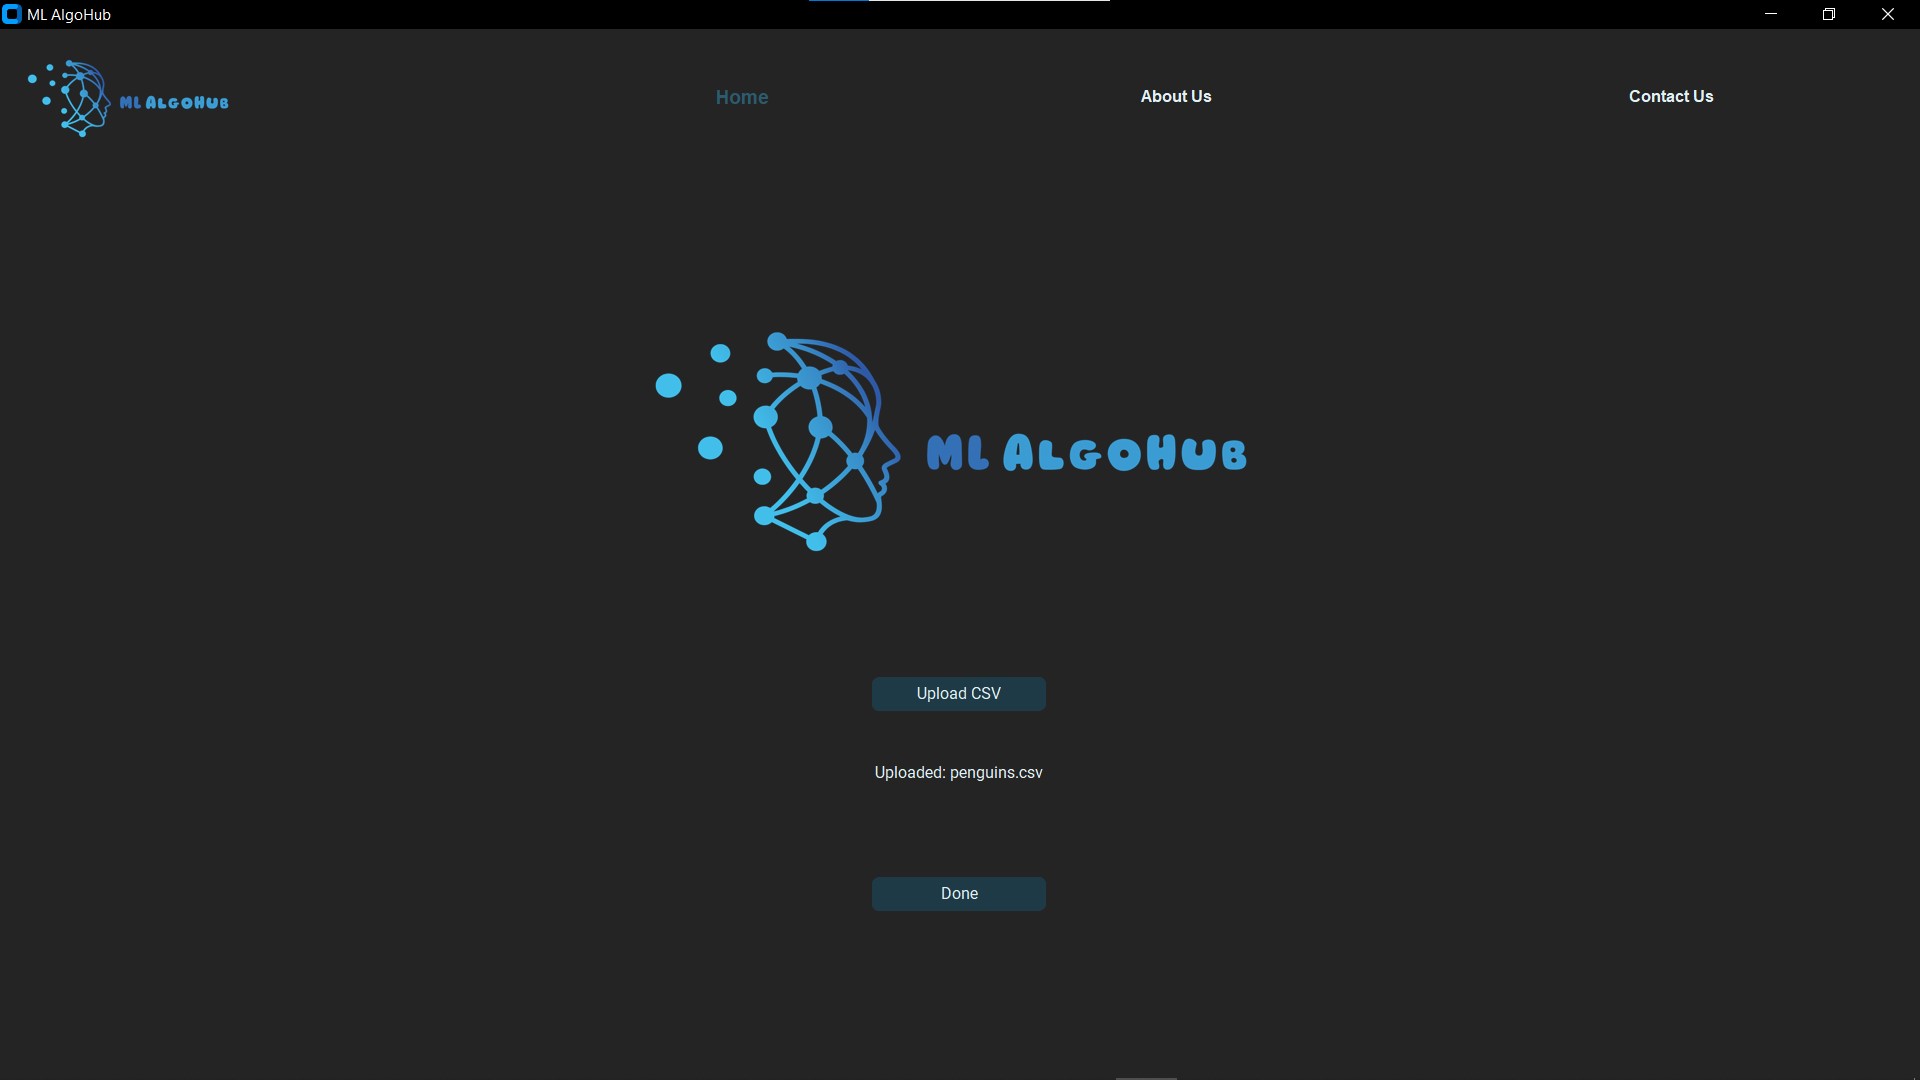 ML AlgoHub
ML ALGOHUB
Home
About Us
Contact Us
ML ALGOHUB
Upload CSV
Uploaded: penguins.csv
Done